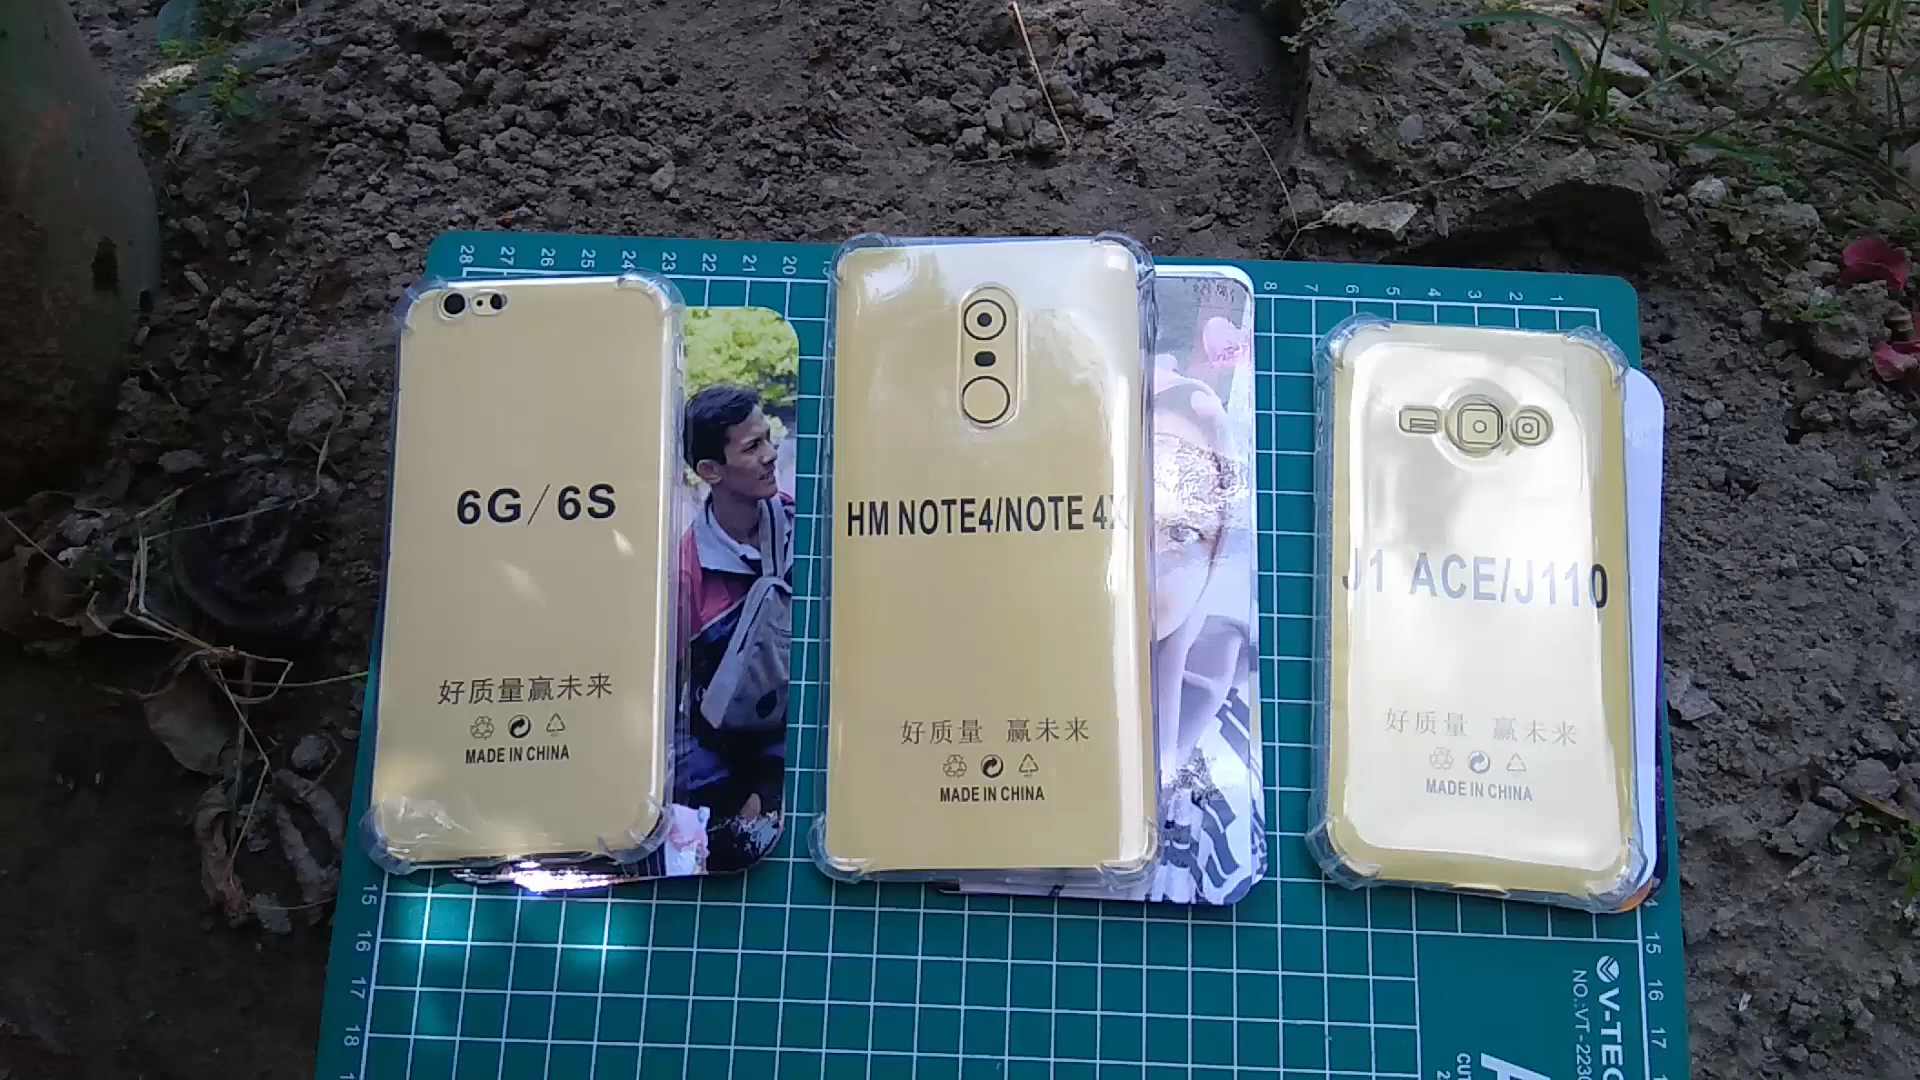 28 27 26 25 24 23 22 21 20
8 7 6 5 4 3 2 1
6G/6S
好质量赢未来
MADE IN CHINA
HM NOTE4/NOTE 4X
好质量 赢未来
MADE IN CHINA
J1 ACE/J110
好质量 赢未来
MADE IN CHINA
15
16
17
18
15
16
17
V-TEC
NO.:VT-2230